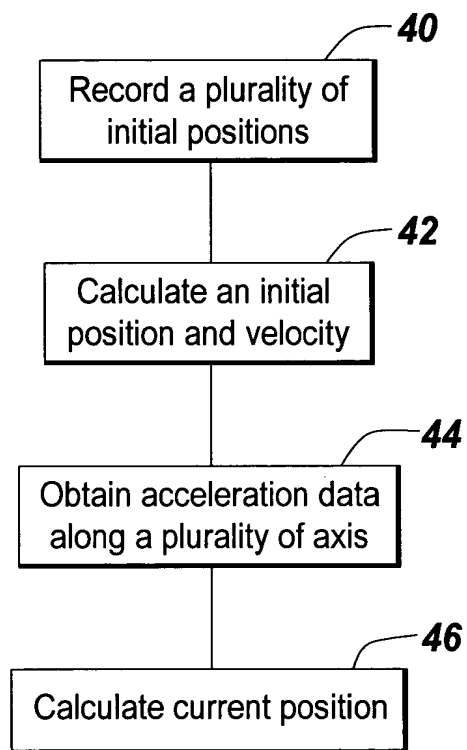 40
Record a plurality of
initial positions
42
Calculate an initial
position and velocity
44
Obtain acceleration data
along a plurality of axis
46
Calculate current position